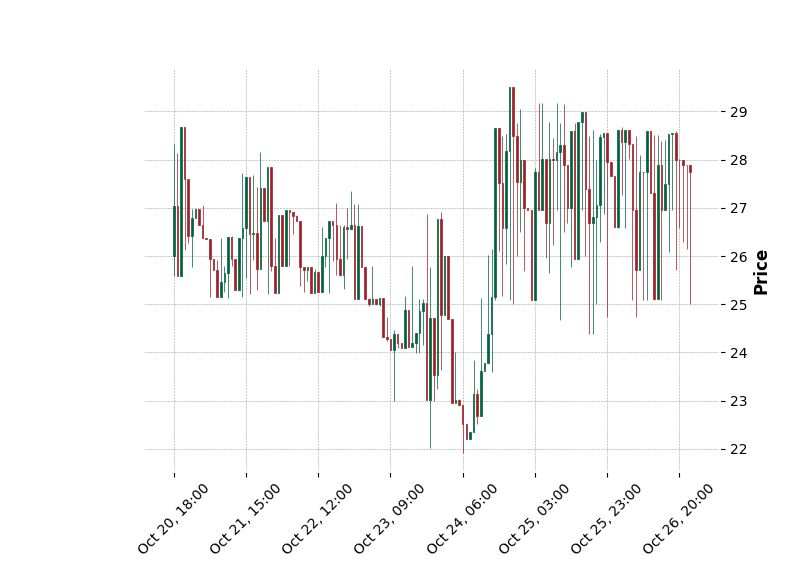 29
28
27
26
25
24
23
22
Price
Oct 20, 18:00
Oct 21, 15:00
Oct 22, 12:00
Oct 23, 09:00
Oct 24, 06:00
Oct 25, 03:00
Oct 25, 23:00
Oct 26, 20:00